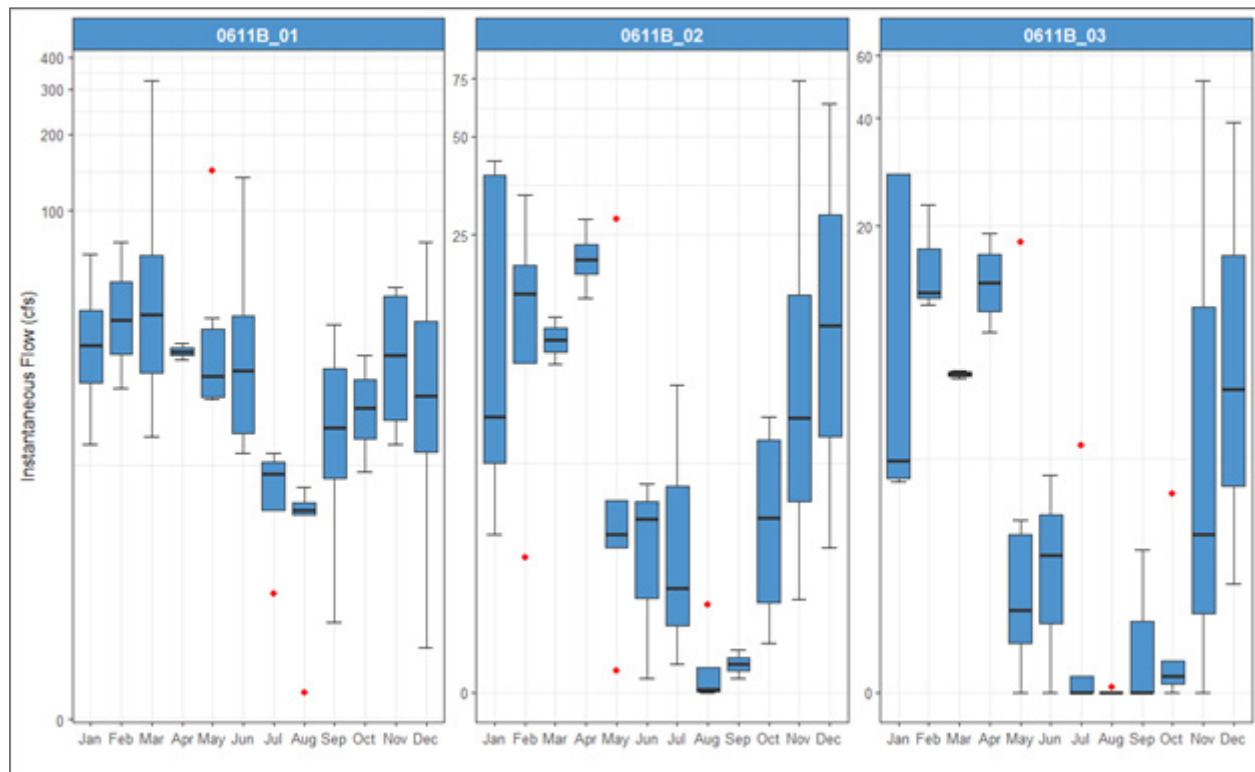 0611B_01
0611B_02
0611B_03
Instantaneous Flow (cfs)
400
300
200
100
0
75
50
25
0
60
40
20
0
Jan Feb Mar Apr May Jun Jul Aug Sep Oct Nov Dec
Jan Feb Mar Apr May Jun Jul Aug Sep Oct Nov Dec
Jan Feb Mar Apr May Jun Jul Aug Sep Oct Nov Dec